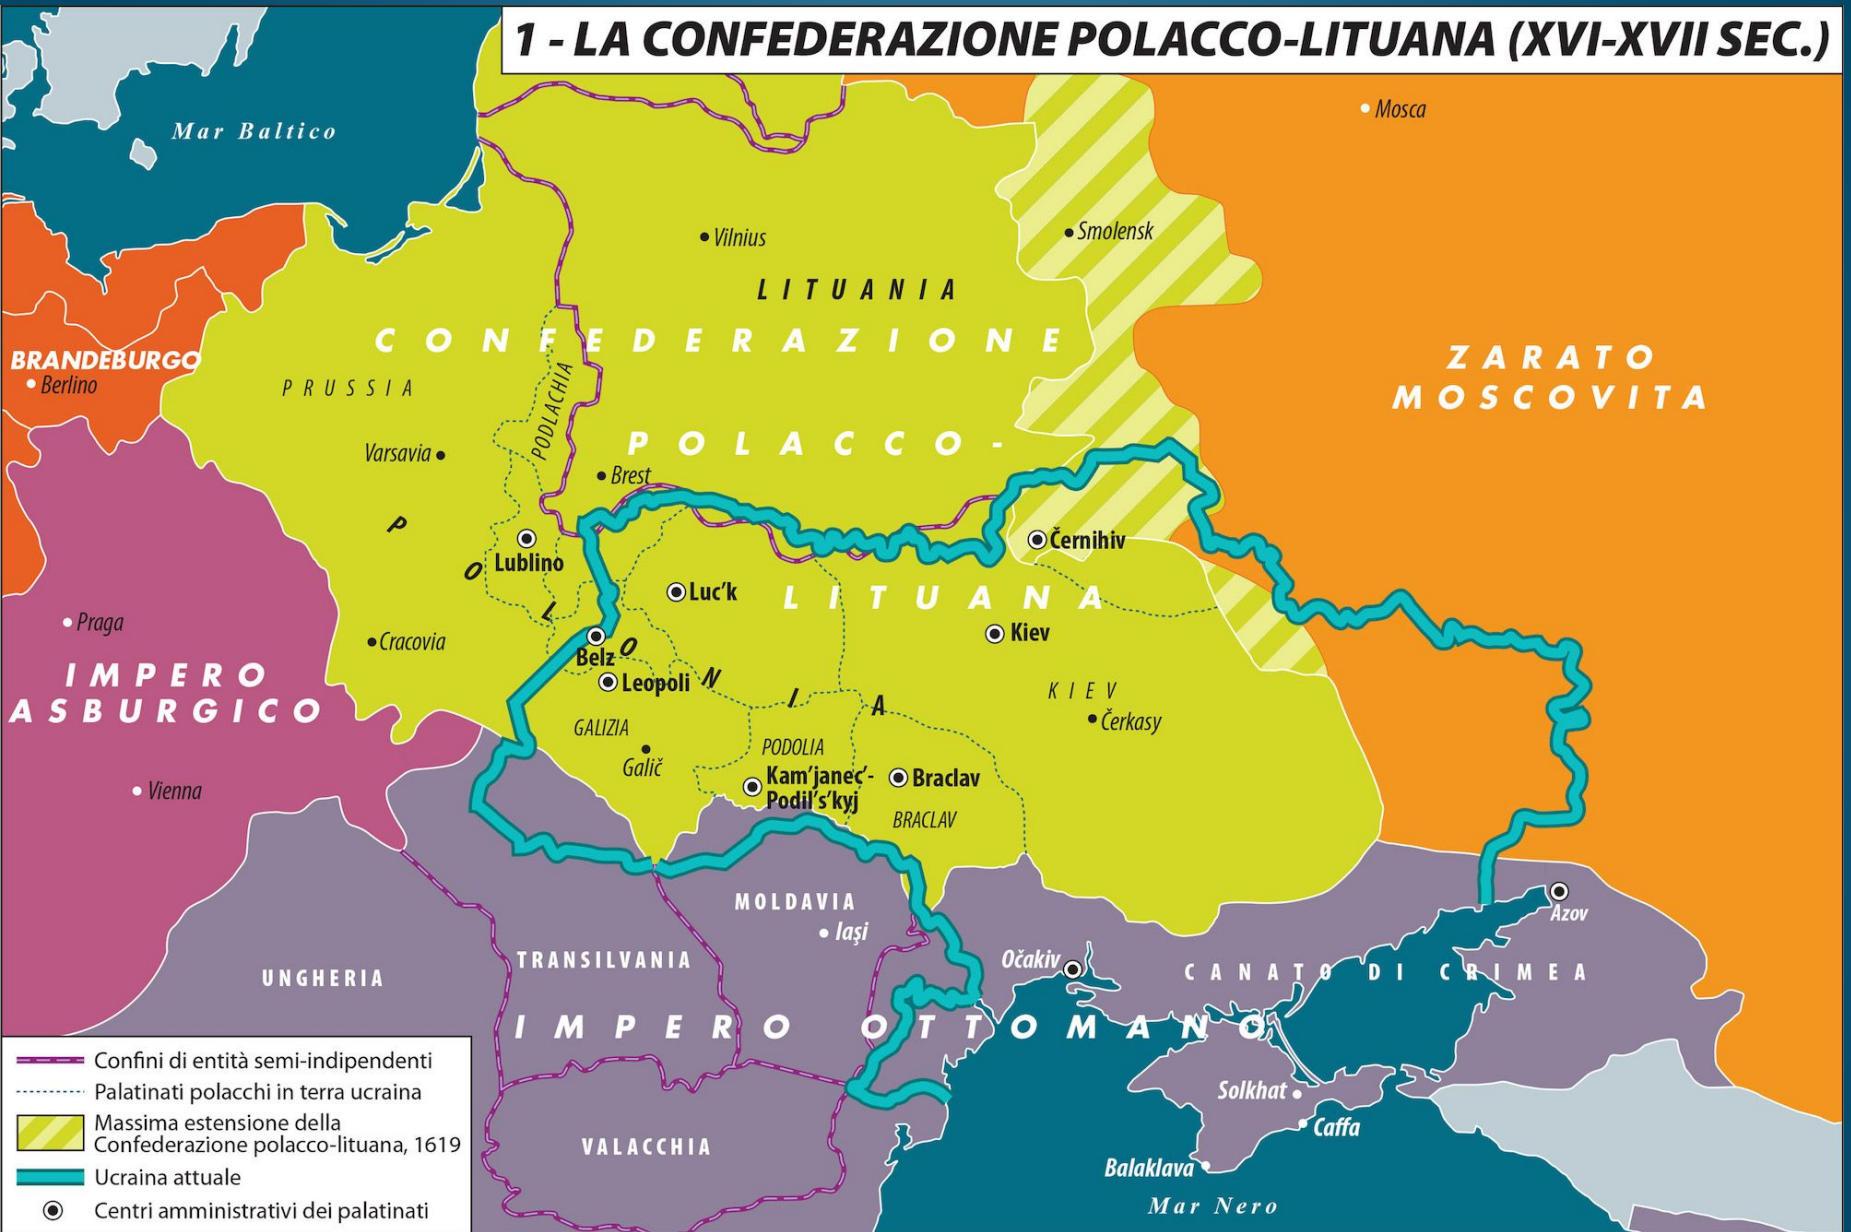 1 - LA CONFEDERAZIONE POLACCO-LITUANA (XVI-XVII SEC.)
Mosca
Mar Baltico
Smolensk
Vilnius
LITUANIA
CONFEDERAZIONE
BRANDEBURGO
Berlino
PRUSSIA
PODLACHIA
ZARATO
MOSCOVITA
POLACCO-
Varsavia
Brest
POLONIA
Lublino
Černihiv
Luc'k
LITUANA
Praga
Cracovia
Kiev
Belz
IMPERO
ASBURGICO
Leopoli
KIEV
Čerkasy
GALIZIA
PODOLIA
Galič
Kam'janec'-
Podil's'kyj
Braclav
Vienna
BRACLAV
MOLDAVIA
Iaşi
Azov
TRANSILVANIA
Očakiv
CANATO DI CRIMEA
UNGHERIA
IMPERO OTTOMANO
Solkhat
Caffa
VALACCHIA
Balaklava
Mar Nero
Confini di entità semi-indipendenti
Palatinati polacchi in terra ucraina
Massima estensione della
Confederazione polacco-lituana, 1619
Ucraina attuale
Centri amministrativi dei palatinati